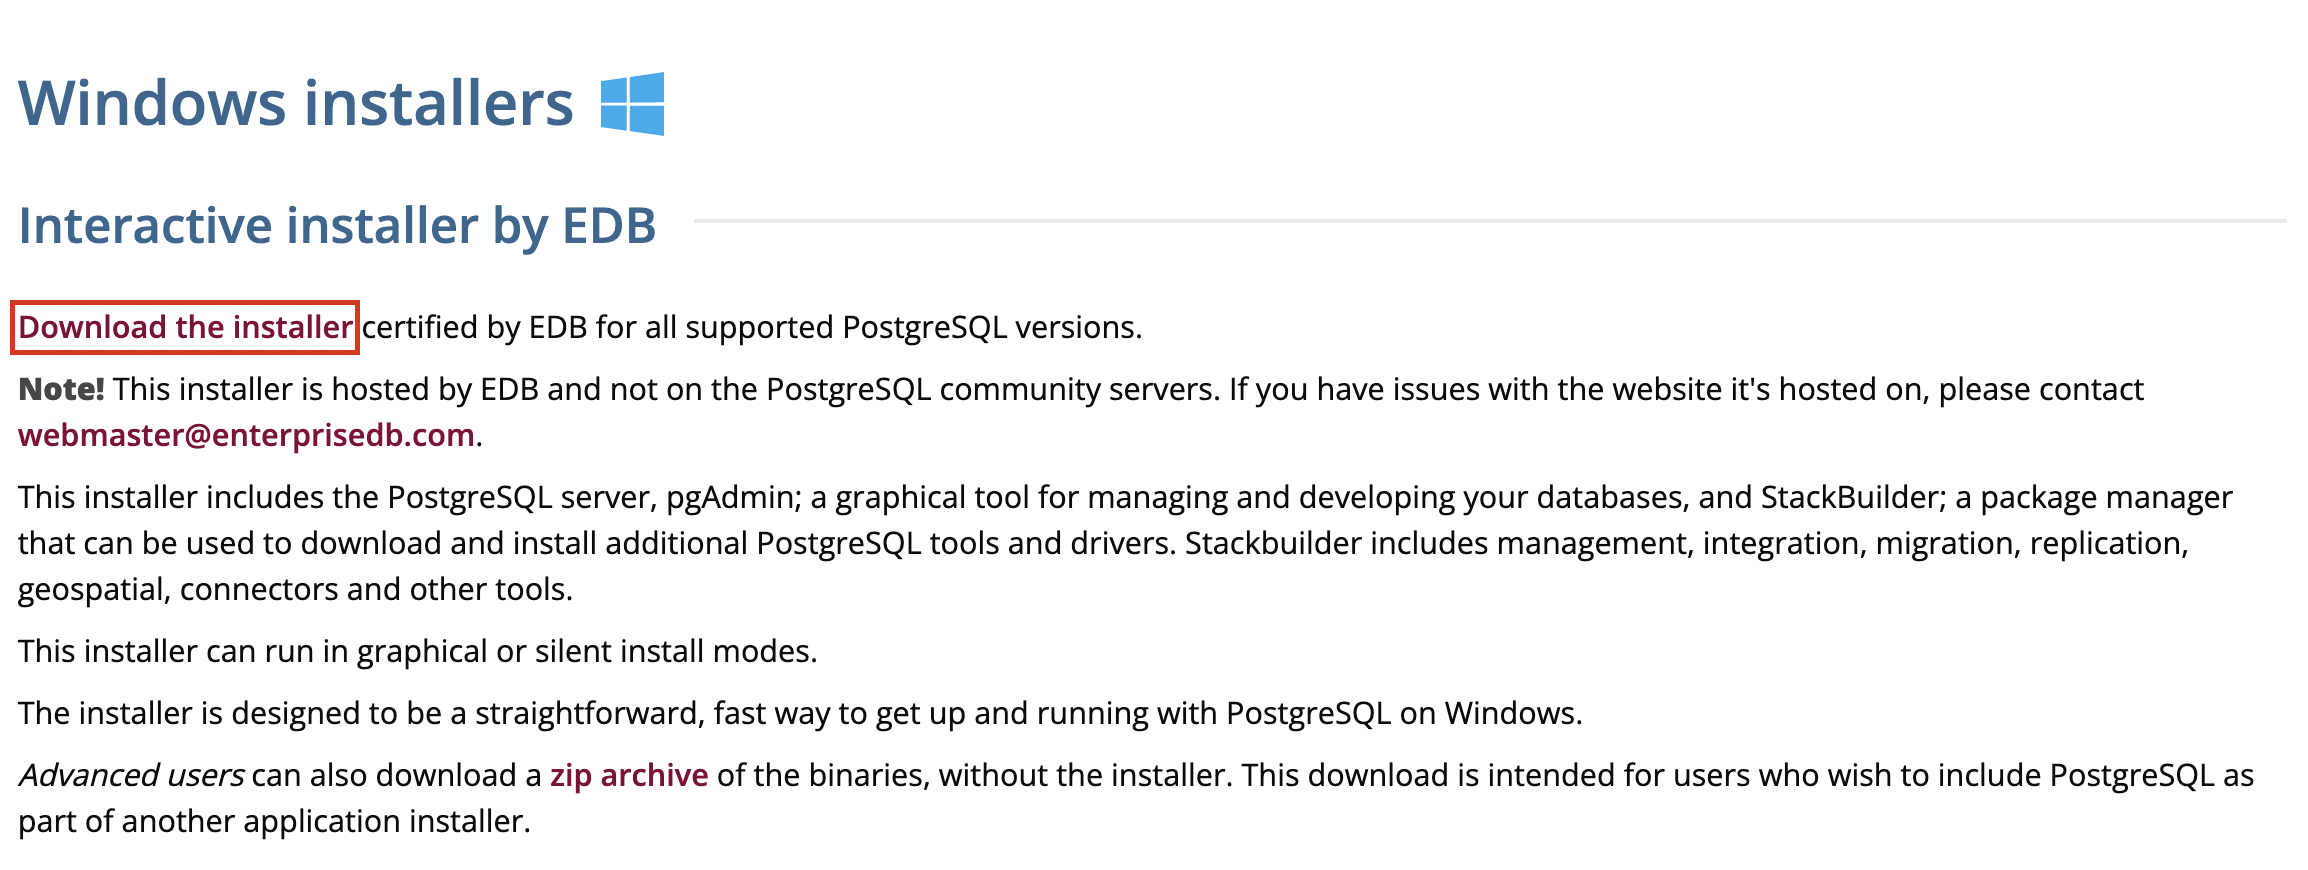 Windows installers
Interactive installer by EDB
Download the installer certified by EDB for all supported PostgreSQL versions.
Note! This installer is hosted by EDB and not on the PostgreSQL community servers. If you have issues with the website it's hosted on, please contact
webmaster@enterprisedb.com.
This installer includes the PostgreSQL server, pgAdmin; a graphical tool for managing and developing your databases, and StackBuilder; a package manager
that can be used to download and install additional PostgreSQL tools and drivers. Stackbuilder includes management, integration, migration, replication,
geospatial, connectors and other tools.
This installer can run in graphical or silent install modes.
The installer is designed to be a straightforward, fast way to get up and running with PostgreSQL on Windows.
Advanced users can also download a zip archive of the binaries, without the installer. This download is intended for users who wish to include PostgreSQL as
part of another application installer.